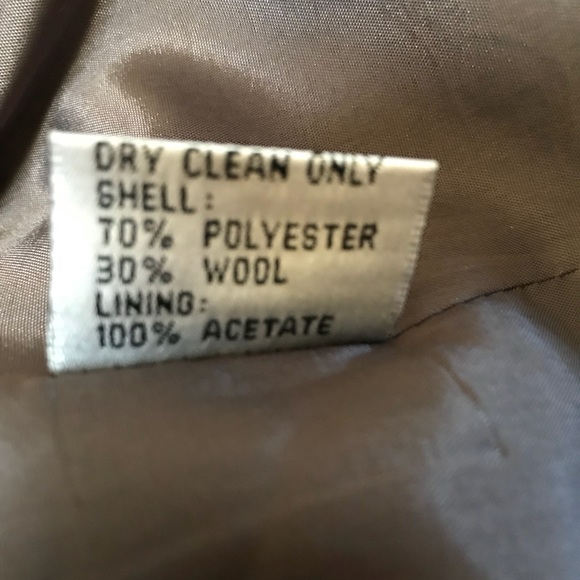 DRY CLEAN ONLY
SHELL:
70% POLYESTER
30% WOOL
LINING:
100% ACETATE